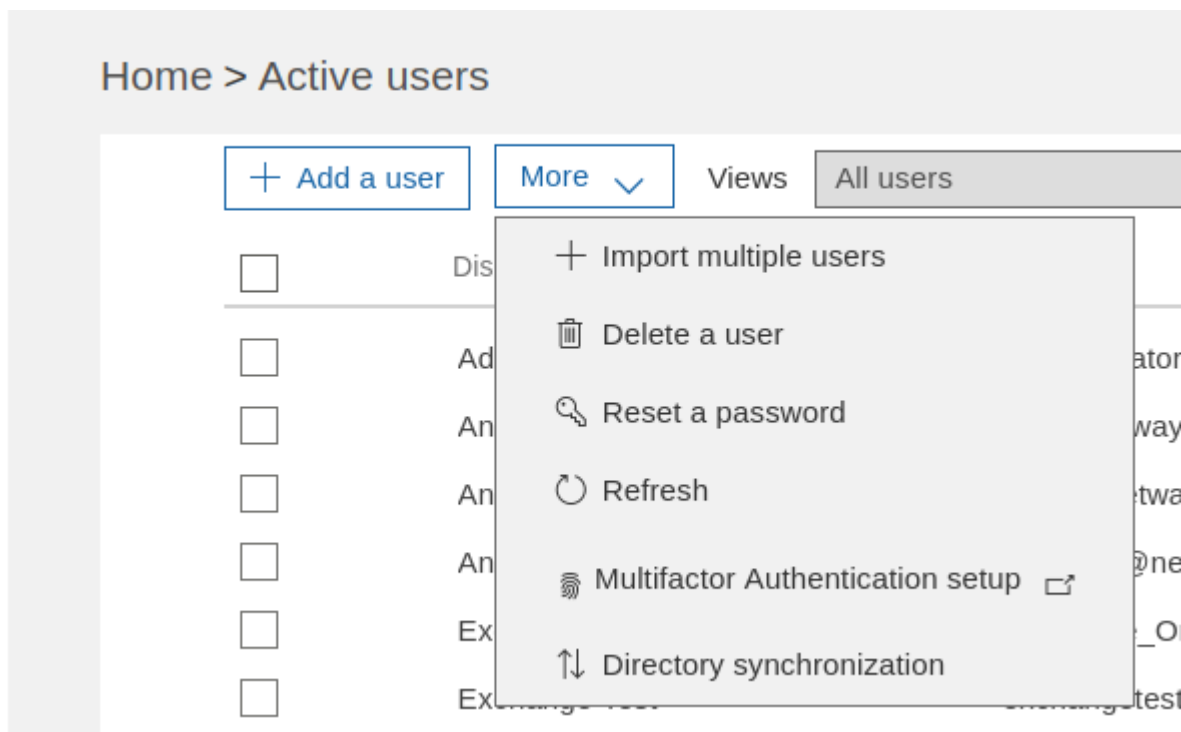 Home > Active users
Add a user More Views All users
Import multiple users
Delete a user
Reset a password
Refresh
Multifactor Authentication setup
Directory synchronization